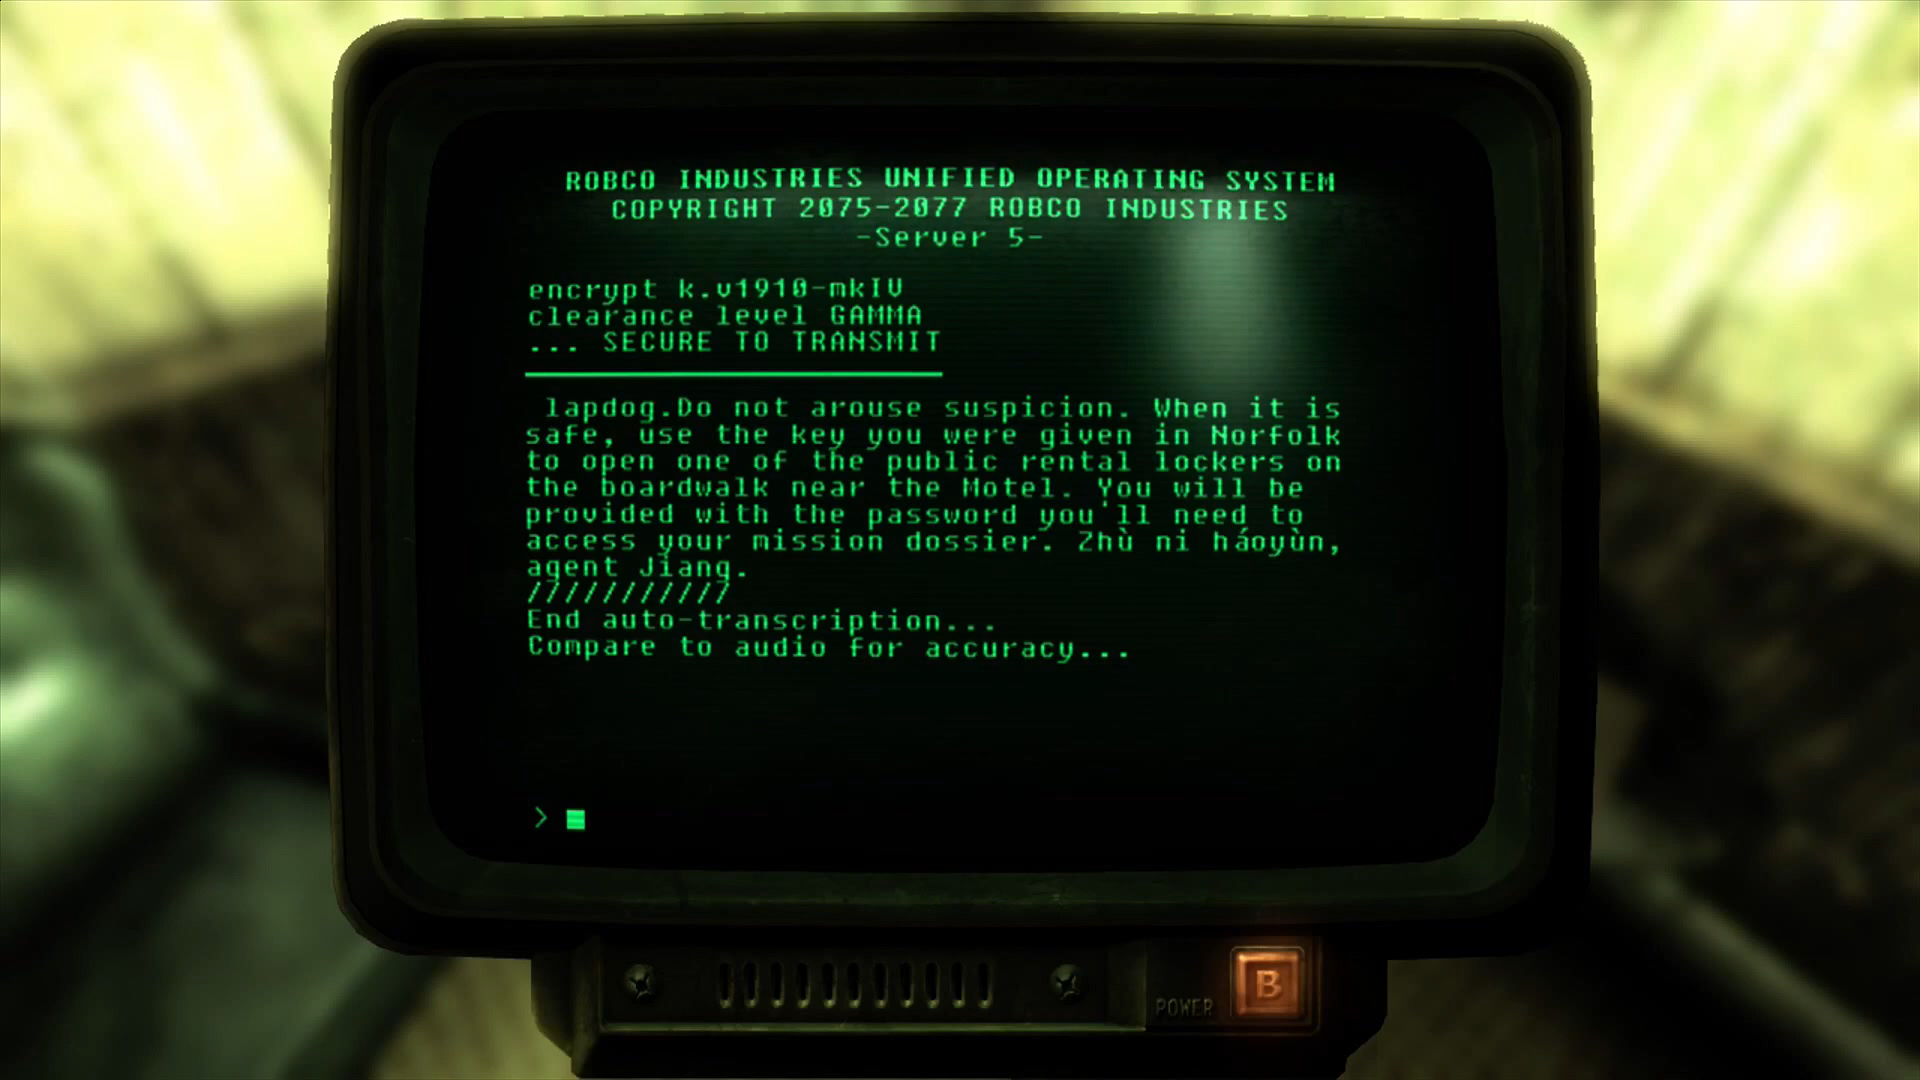 ROBCO INDUSTRIES UNIFIED OPERATING SYSTEM
COPYRIGHT 2075-2077 ROBCO INDUSTRIES
-Server 5-
encrypt k.v1910-mkIV
clearance level GAMMA
... SECURE TO TRANSMIT
lapdog.Do not arouse suspicion. When it is
safe, use the key you were given in Norfolk
to open one of the public rental lockers on
the boardwalk near the Motel. You will be
provided with the password you'll need to
access your mission dossier. Zhù ni háoyùn,
agent Jiang.
///////////
End auto-transcription...
Compare to audio for accuracy...
>
POWER
B